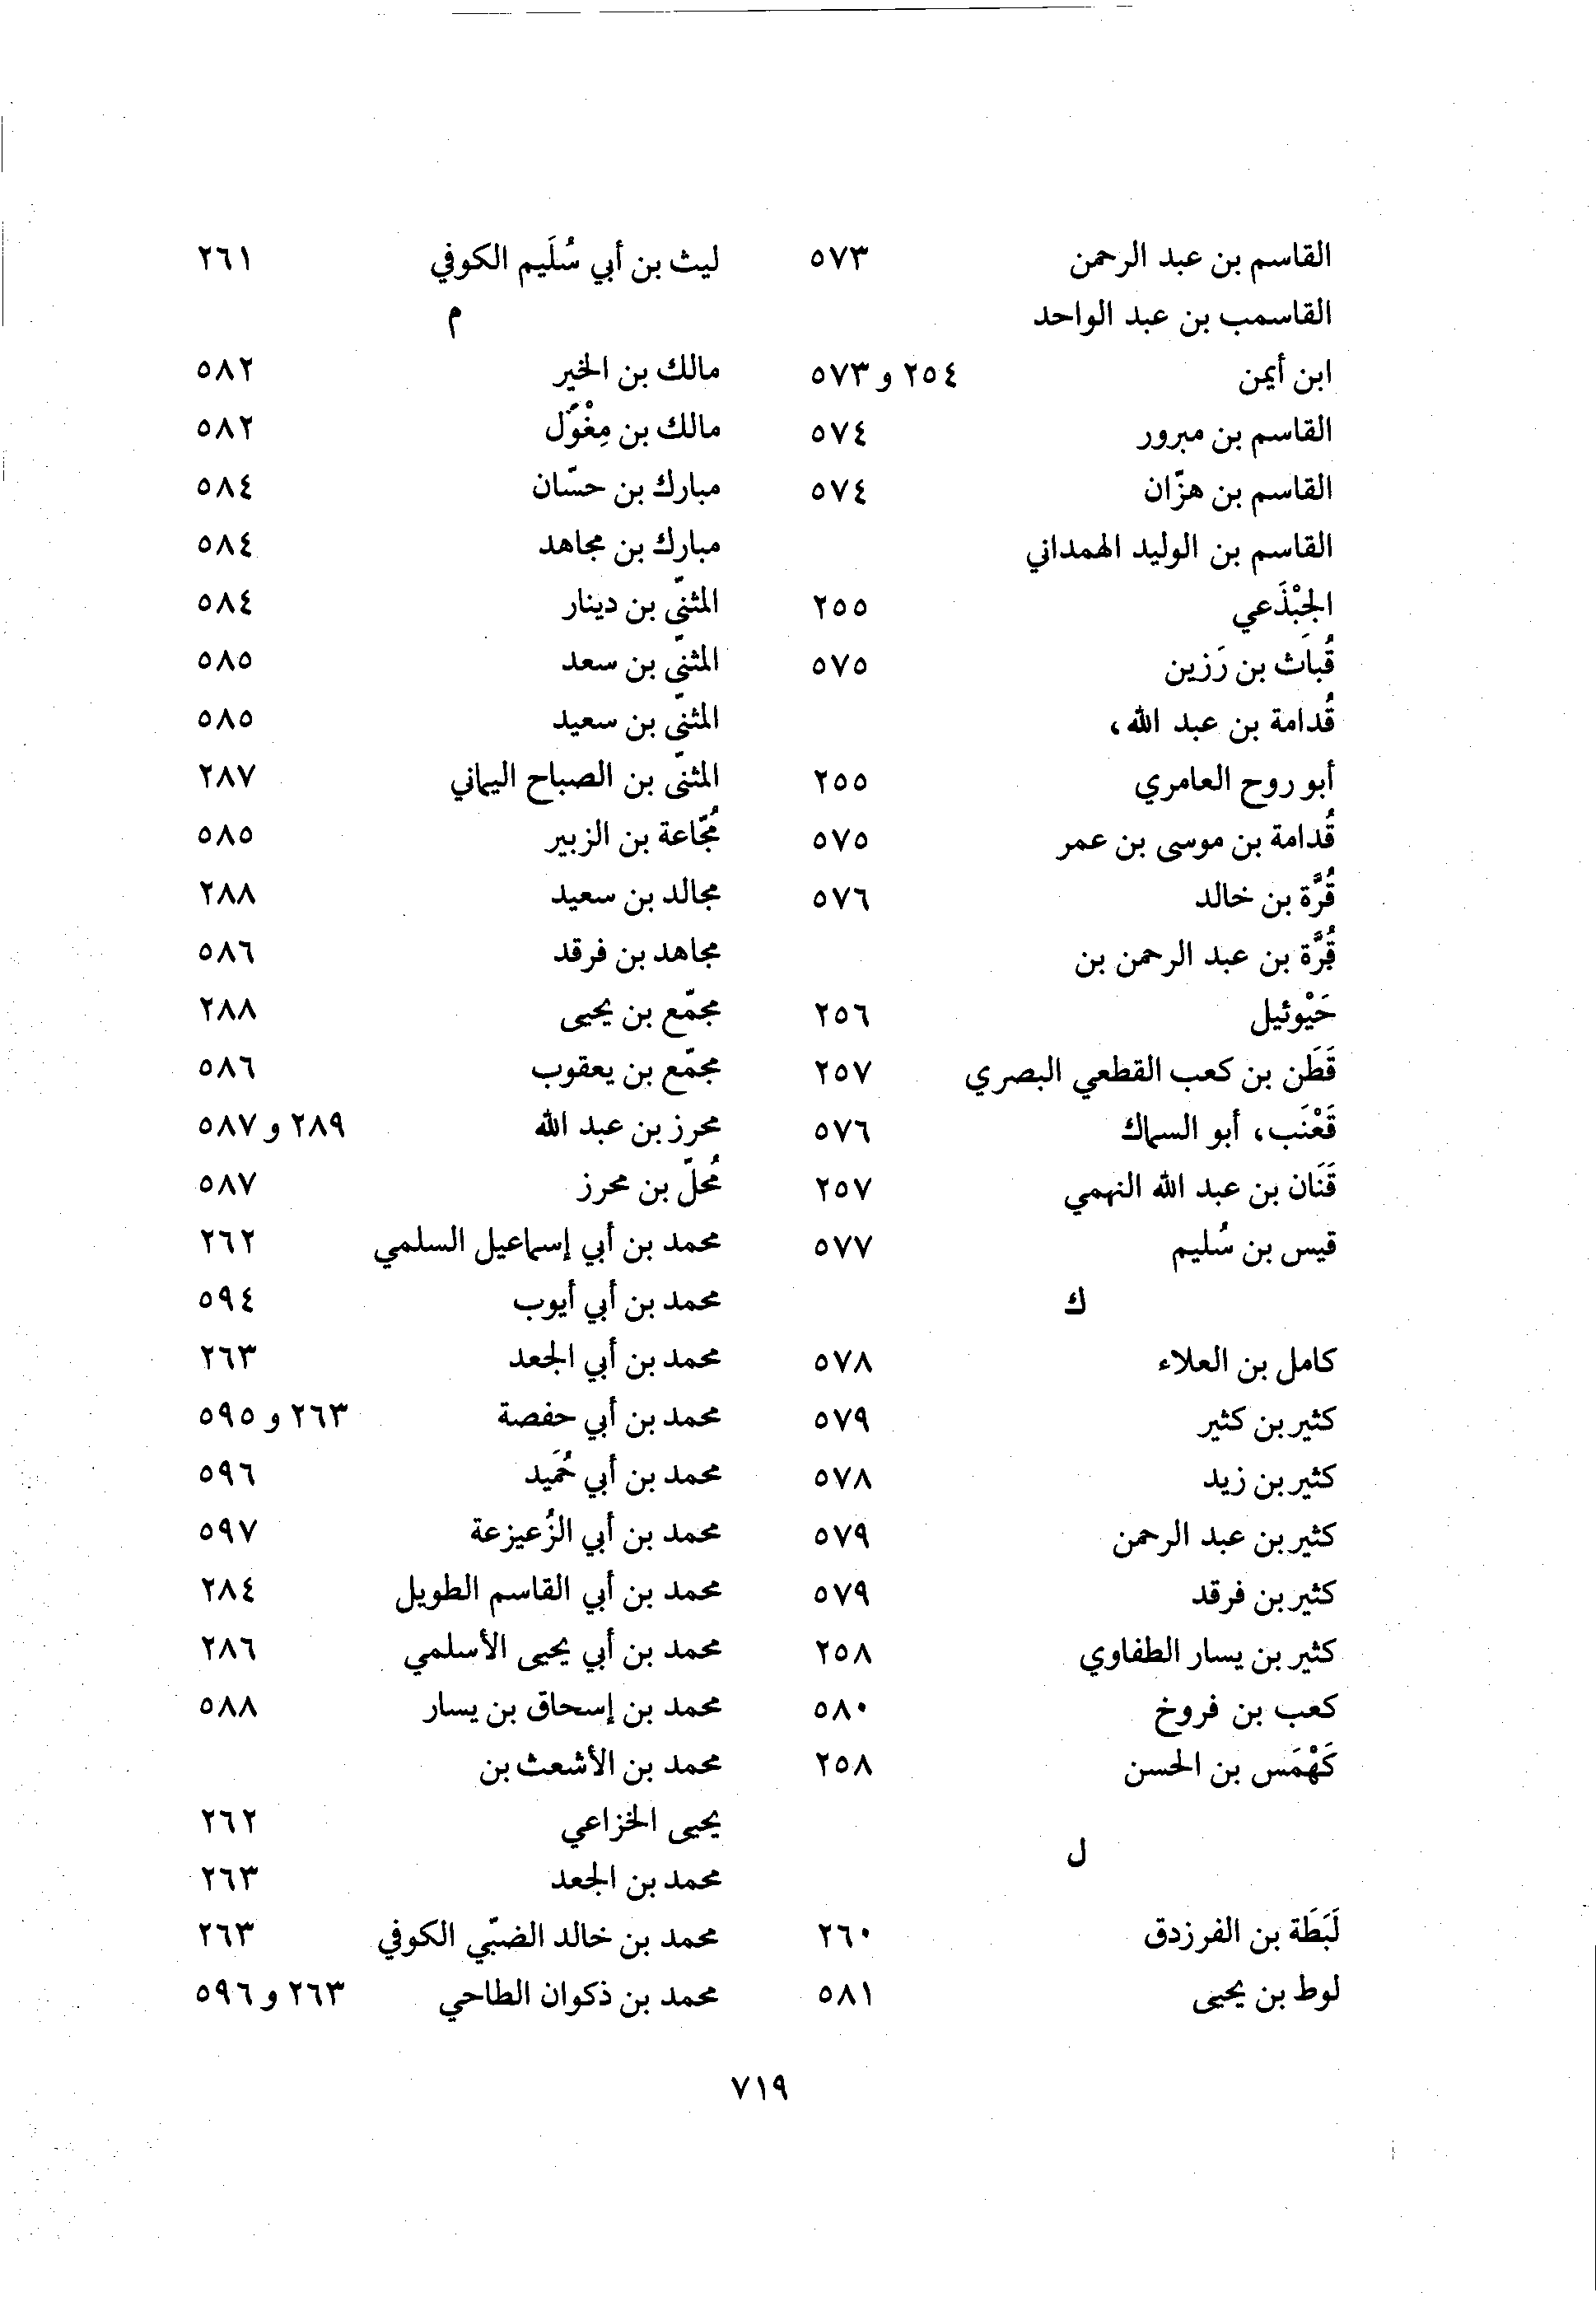 القاسم بن عبد الرحمن ٥٧٣
القاسمب بن عبد الواحد
ابن أيمن ٢٥٤ و ٥٧٣
القاسم بن مبرور ٥٧٤
القاسم بن هزّان ٥٧٤
القاسم بن الوليد الهمداني
الجِبْذَعي ٢٥٥
قُباث بن رَزين ٥٧٥
قُدامة بن عبد الله،
أبو روح العامري ٢٥٥
قُدامة بن موسى بن عمر ٥٧٥
قُرَّة بن خالد ٥٧٦
قُرَّة بن عبد الرحمن بن
حَيْوئيل ٢٥٦
قَطَن بن كعب القطعي البصري ٢٥٧
قَعْنَب، أبو السماك ٥٧٦
قَنَان بن عبد الله النهمي ٢٥٧
قيس بن سُليم ٥٧٧
ك
كامل بن العلاء ٥٧٨
كثير بن كثير ٥٧٩
كثير بن زيد ٥٧٨
كثير بن عبد الرحمن ٥٧٩
كثير بن فرقد ٥٧٩
كثير بن يسار الطفاوي ٢٥٨
كعب بن فروخ ٥٨٠
كَهْمَس بن الحسن ٢٥٨
ل
لَبَطَة بن الفرزدق ٢٦٠
لوط بن يحيى ٥٨١
ليث بن أبي سُلَيم الكوفي ٢٦١
م
مالك بن الخير ٥٨٢
مالك بن مِغْوَل ٥٨٢
مبارك بن حسّان ٥٨٤
مبارك بن مجاهد ٥٨٤
المثنّى بن دينار ٥٨٤
المثنّى بن سعد ٥٨٥
المثنّى بن سعيد ٥٨٥
المثنّى بن الصباح اليماني ٢٨٧
مُجّاعة بن الزبير ٥٨٥
مجالد بن سعيد ٢٨٨
مجاهد بن فرقد ٥٨٦
مجمّع بن يحيى ٢٨٨
مجمّع بن يعقوب ٥٨٦
محرز بن عبد الله ٢٨٩ و ٥٨٧
مُحلّ بن محرز ٥٨٧
محمد بن أبي إسماعيل السلمي ٢٦٢
محمد بن أبي أيوب ٥٩٤
محمد بن أبي الجعد ٢٦٣
محمد بن أبي حفصة ٢٦٣ و ٥٩٥
محمد بن أبي حُمَيد ٥٩٦
محمد بن أبي الزُعيزعة ٥٩٧
محمد بن أبي القاسم الطويل ٢٨٤
محمد بن أبي يحيى الأسلمي ٢٨٦
محمد بن إسحاق بن يسار ٥٨٨
محمد بن الأشعث بن
يحيى الخزاعي ٢٦٢
محمد بن الجعد ٢٦٣
محمد بن خالد الضبّي الكوفي ٢٦٣
محمد بن ذكوان الطاحي ٢٦٣ و ٥٩٦
٧١٩